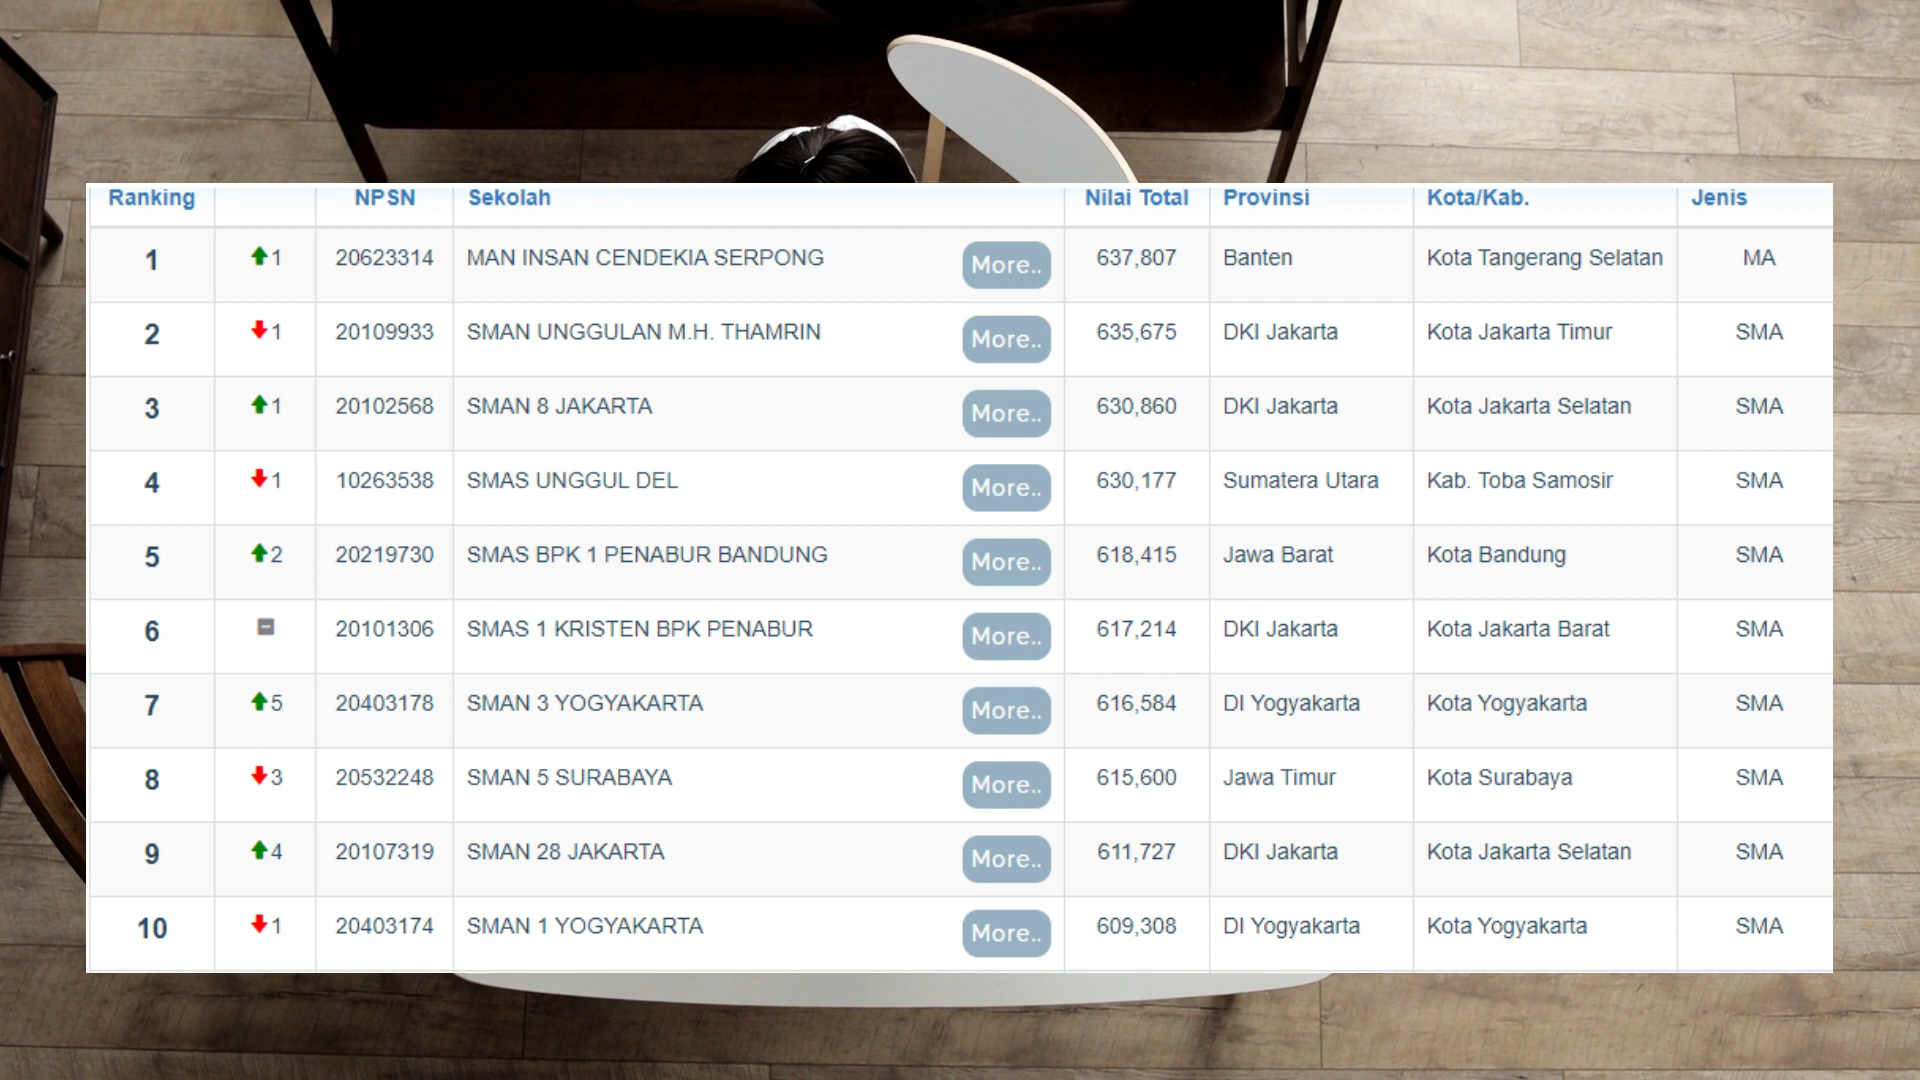 Ranking NPSN Sekolah Nilai Total Provinsi Kota/Kab. Jenis
1 1 20623314 MAN INSAN CENDEKIA SERPONG More.. 637,807 Banten Kota Tangerang Selatan MA
2 1 20109933 SMAN UNGGULAN M.H. THAMRIN More.. 635,675 DKI Jakarta Kota Jakarta Timur SMA
3 1 20102568 SMAN 8 JAKARTA More.. 630,860 DKI Jakarta Kota Jakarta Selatan SMA
4 1 10263538 SMAS UNGGUL DEL More.. 630,177 Sumatera Utara Kab. Toba Samosir SMA
5 2 20219730 SMAS BPK 1 PENABUR BANDUNG More.. 618,415 Jawa Barat Kota Bandung SMA
6 20101306 SMAS 1 KRISTEN BPK PENABUR More.. 617,214 DKI Jakarta Kota Jakarta Barat SMA
7 5 20403178 SMAN 3 YOGYAKARTA More.. 616,584 DI Yogyakarta Kota Yogyakarta SMA
8 3 20532248 SMAN 5 SURABAYA More.. 615,600 Jawa Timur Kota Surabaya SMA
9 4 20107319 SMAN 28 JAKARTA More.. 611,727 DKI Jakarta Kota Jakarta Selatan SMA
10 1 20403174 SMAN 1 YOGYAKARTA More.. 609,308 DI Yogyakarta Kota Yogyakarta SMA